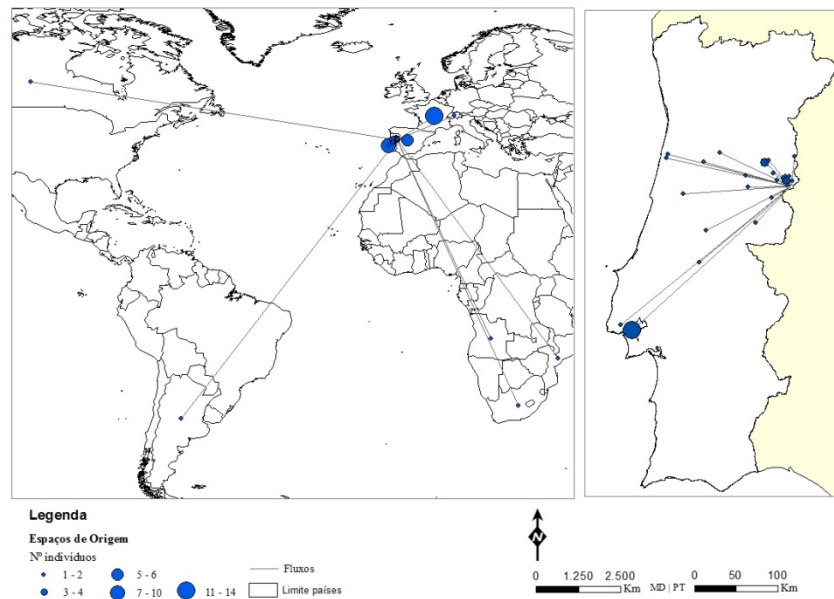 Legenda
Espaços de Origem
Nº indivíduos
1 - 2
3 - 4
5 - 6
7 - 10
11 - 14
Fluxos
Limite países
N
0 1.250 2.500
Km
MD | PT
0 50 100
Km